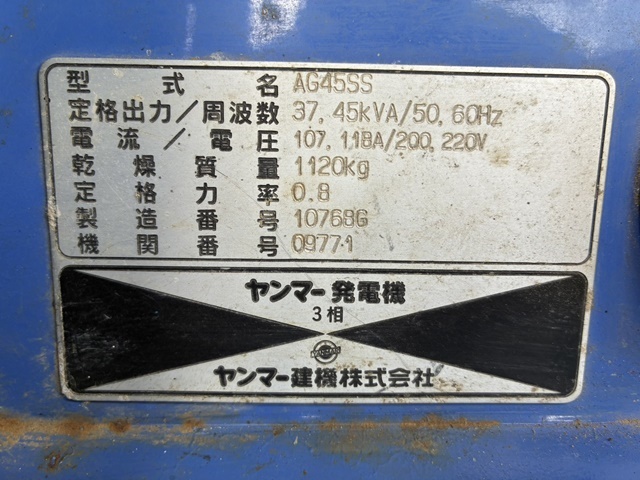 型式名 AG45SS
定格出力/周波数 37, 45kVA/50, 60Hz
電流/電圧 107, 118A/200, 220V
乾燥質量 1120kg
定格力率 0.8
製造番号 10768G
機関番号 09771
ヤンマー発電機
3相
YANMAR
ヤンマー建機株式会社